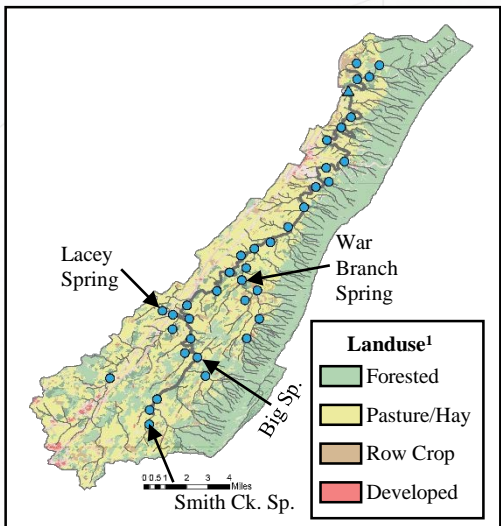 Lacey
Spring
War
Branch
Spring
Big Sp.
Smith Ck. Sp.
0 0.5 1 2 3 4
Miles
Landuse¹
Forested
Pasture/Hay
Row Crop
Developed